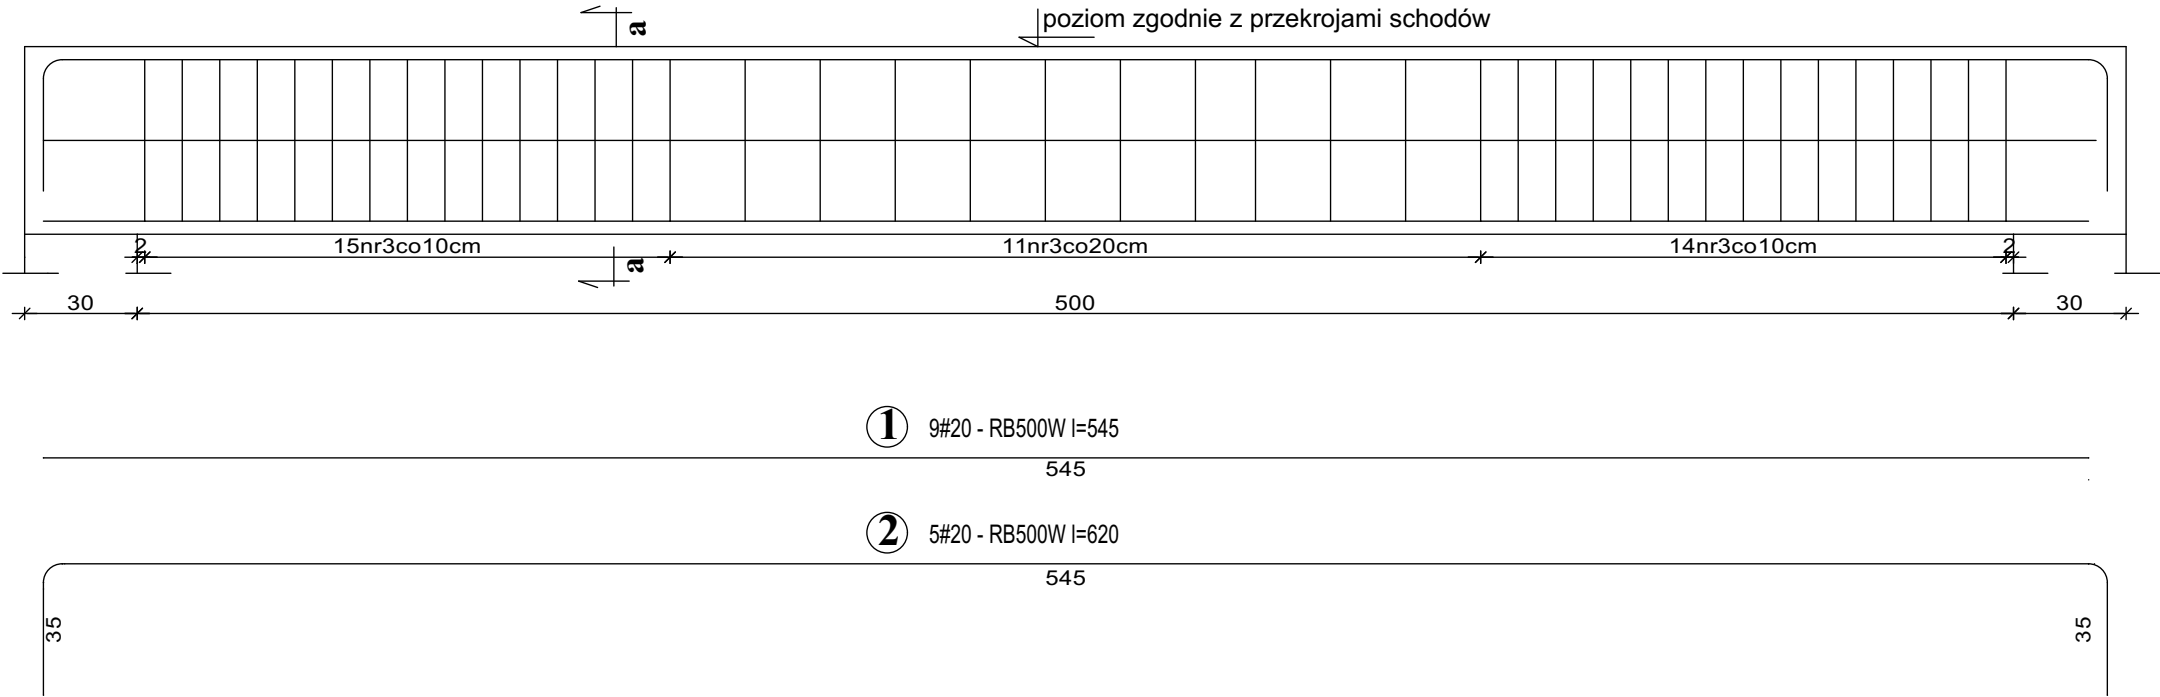 a
poziom zgodnie z przekrojami schodów
2
15nr3co10cm
a
11nr3co20cm
14nr3co10cm
2
30
500
30
1
9#20 - RB500W l=545
545
2
5#20 - RB500W l=620
545
35
35